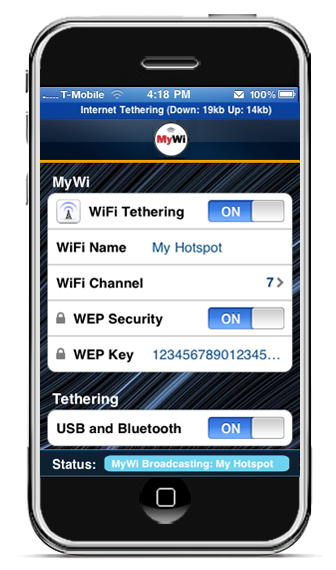 T-Mobile 4:18 PM 100%
Internet Tethering (Down: 19kb Up: 14kb)
MyWi
MyWi
WiFi Tethering ON
WiFi Name My Hotspot
WiFi Channel 7
WEP Security ON
WEP Key 123456789012345...
Tethering
USB and Bluetooth ON
Status: MyWi Broadcasting: My Hotspot